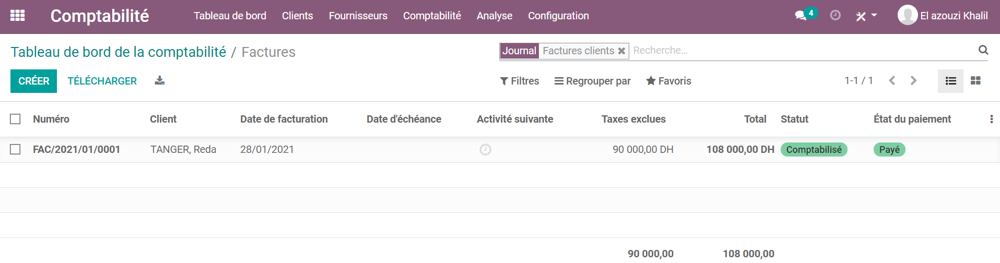 Comptabilité Tableau de bord Clients Fournisseurs Comptabilité Analyse Configuration 4 El azouzi Khalil
Tableau de bord de la comptabilité / Factures
Journal Factures clients Recherche...
CRÉER TÉLÉCHARGER
Filtres Regrouper par Favoris 1-1 / 1
Numéro Client Date de facturation Date d'échéance Activité suivante Taxes exclues Total Statut État du paiement
FAC/2021/01/0001 TANGER, Reda 28/01/2021 90 000,00 DH 108 000,00 DH Comptabilisé Payé
90 000,00 108 000,00